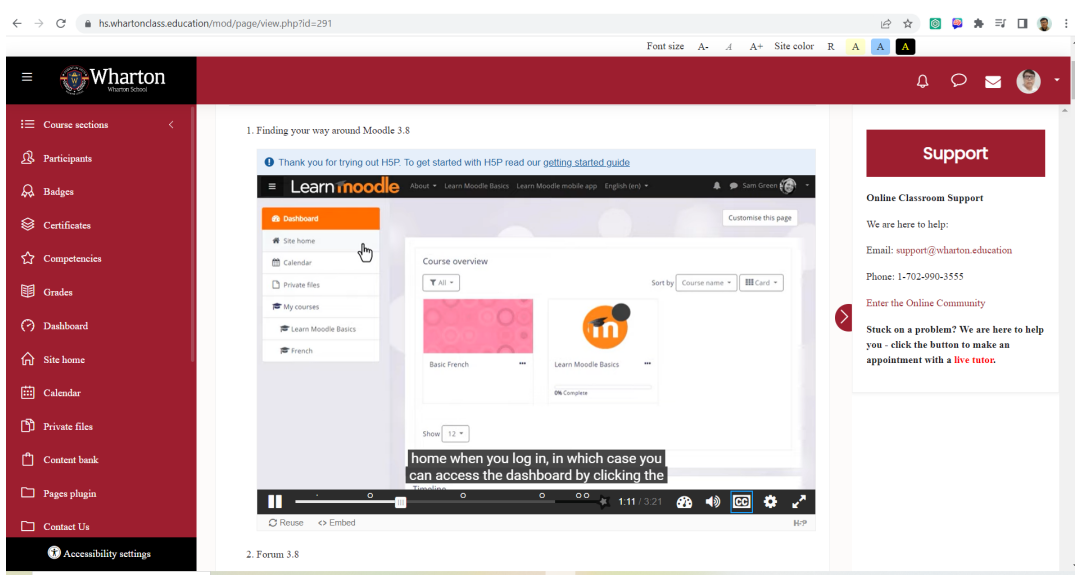 hs.whartonclass.education/mod/page/view.php?id=291
Font size A- A A+ Site color R A A A
Wharton
Wharton School
Course sections
Participants
Badges
Certificates
Competencies
Grades
Dashboard
Site home
Calendar
Private files
Content bank
Pages plugin
Contact Us
Accessibility settings
1. Finding your way around Moodle 3.8
Thank you for trying out H5P. To get started with H5P read our getting started guide
Learn moodle About Learn Moodle Basics Learn Moodle mobile app English (en) Sam Green
Dashboard
Site home
Calendar
Private files
My courses
Learn Moodle Basics
French
Customise this page
Course overview
All Sort by Course name Card
Basic French ...
Learn Moodle Basics ...
0% Complete
Show 12
home when you log in, in which case you
can access the dashboard by clicking the
Timeline
1:11 / 3:21 CC
Reuse <> Embed H5P
2. Forum 3.8
Support
Online Classroom Support
We are here to help:
Email: support@wharton.education
Phone: 1-702-990-3555
Enter the Online Community
Stuck on a problem? We are here to help
you - click the button to make an
appointment with a live tutor.